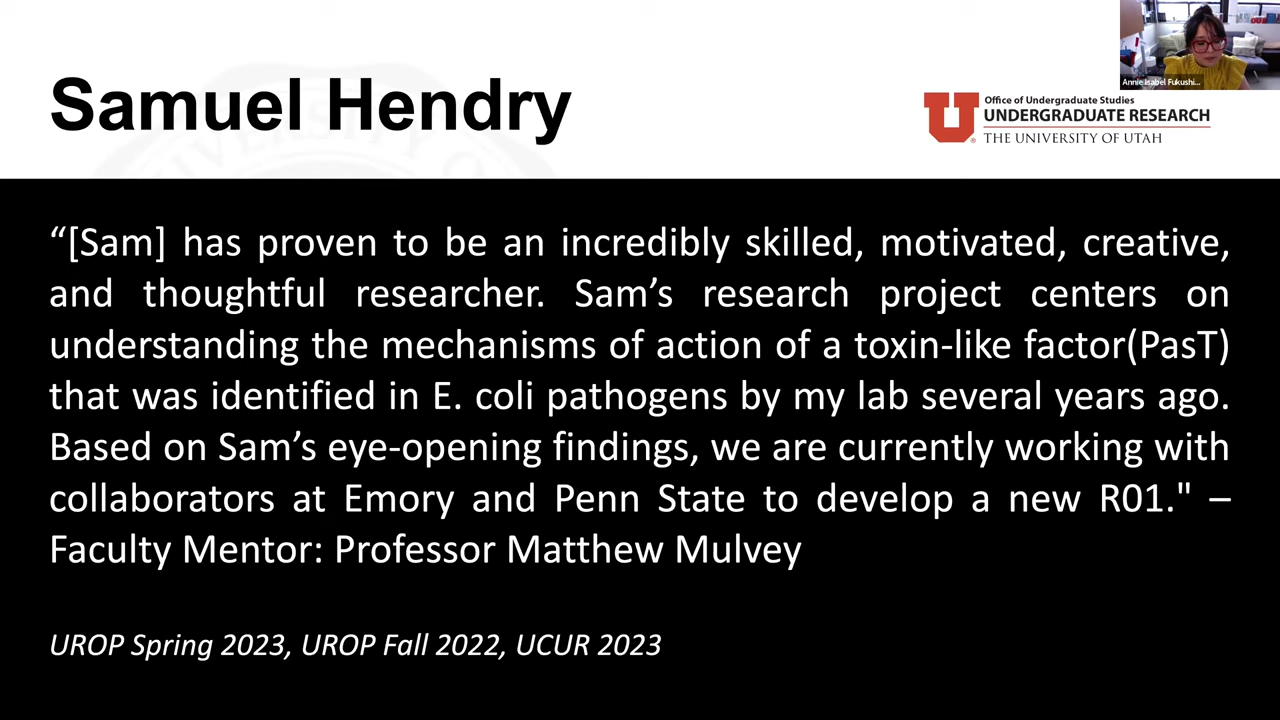 Samuel Hendry
Annie Isabel Fukushi...
U
Office of Undergraduate Studies
UNDERGRADUATE RESEARCH
THE UNIVERSITY OF UTAH
“[Sam] has proven to be an incredibly skilled, motivated, creative,
and thoughtful researcher. Sam’s research project centers on
understanding the mechanisms of action of a toxin-like factor(PasT)
that was identified in E. coli pathogens by my lab several years ago.
Based on Sam’s eye-opening findings, we are currently working with
collaborators at Emory and Penn State to develop a new R01." –
Faculty Mentor: Professor Matthew Mulvey
UROP Spring 2023, UROP Fall 2022, UCUR 2023